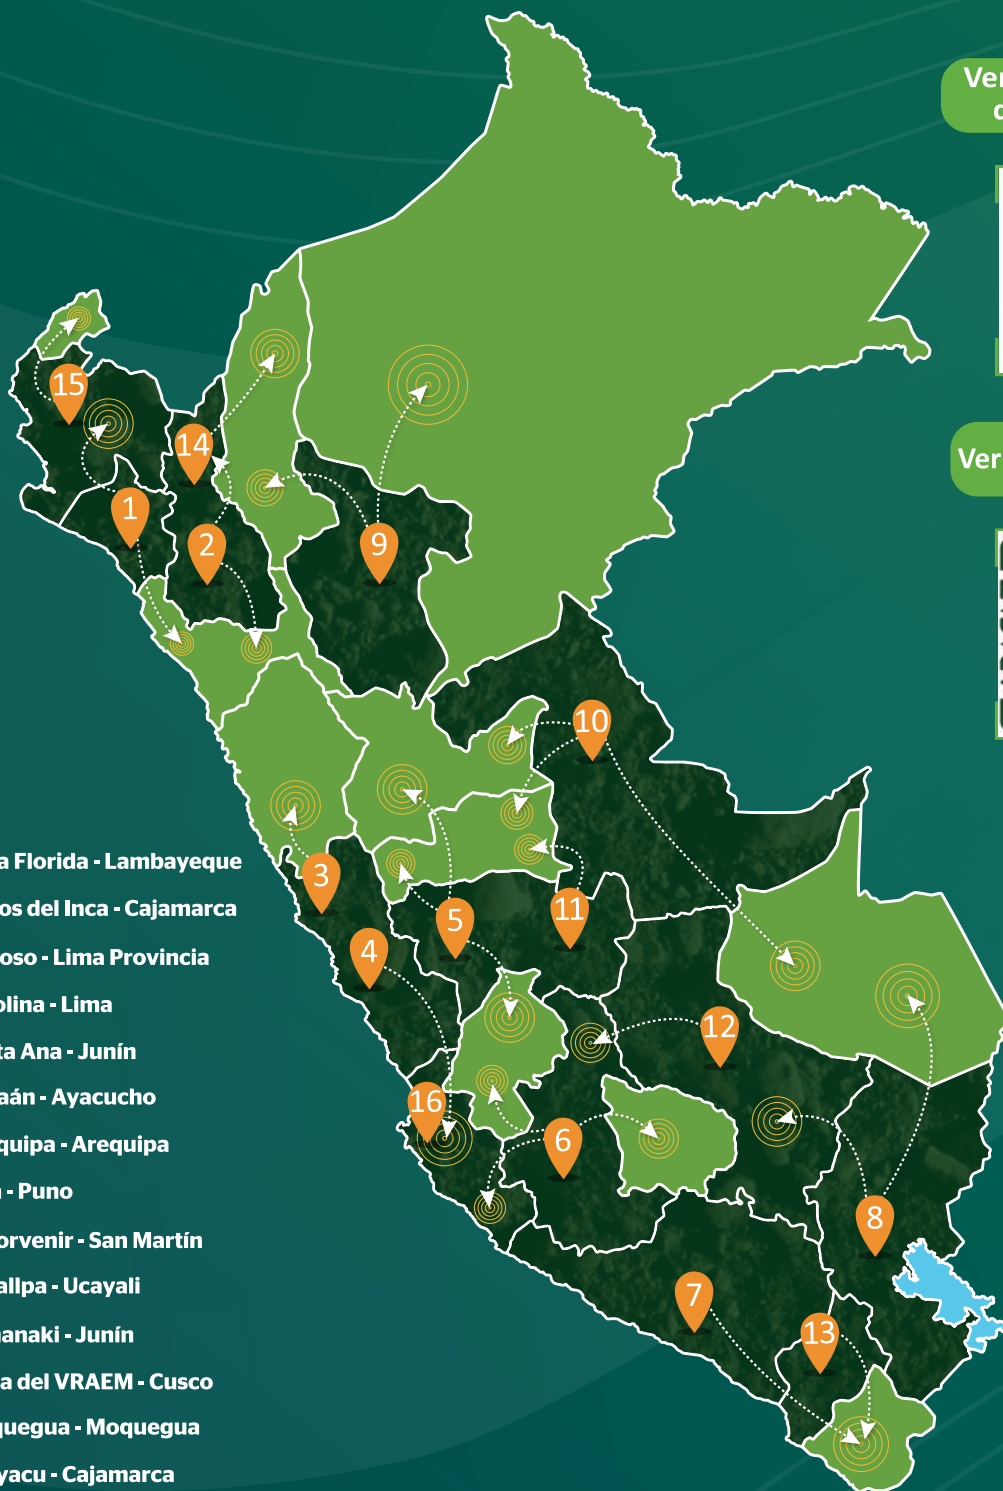 Ver
15
14
1
2
9
Ver
10
a Florida - Lambayeque
3
os del Inca - Cajamarca
5
11
4
oso - Lima Provincia
olina - Lima
12
ta Ana - Junín
aán - Ayacucho
16
quipa - Arequipa
6
- Puno
8
orvenir - San Martín
allpa - Ucayali
7
anaki - Junín
13
a del VRAEM - Cusco
quegua - Moquegua
yacu - Cajamarca